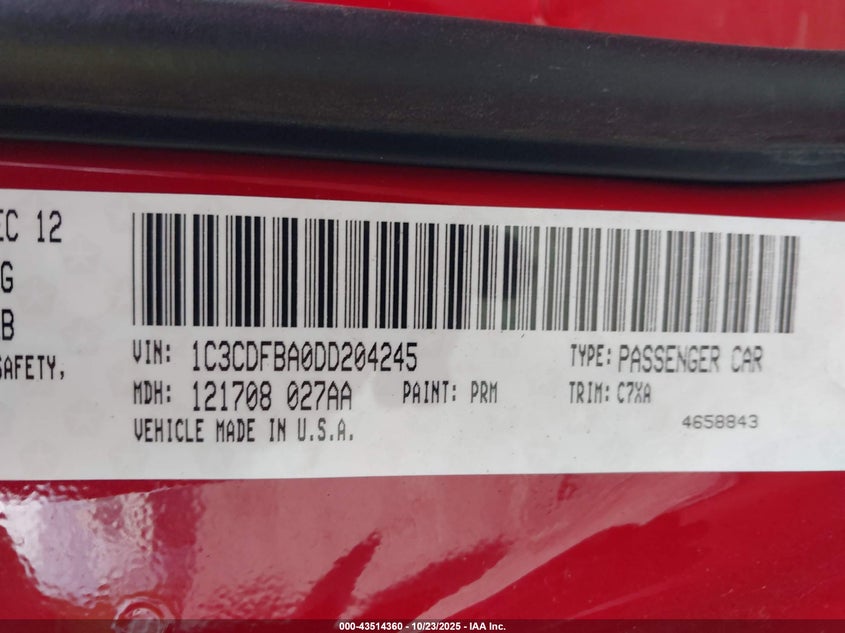 EC 12
G
B
SAFETY,
VIN: 1C3CDFBA0DD204245 TYPE: PASSENGER CAR
MDH: 121708 027AA PAINT: PRM TRIM: C7XA
VEHICLE MADE IN U.S.A. 4658843
000-43514360 - 10/23/2025 - IAA Inc.